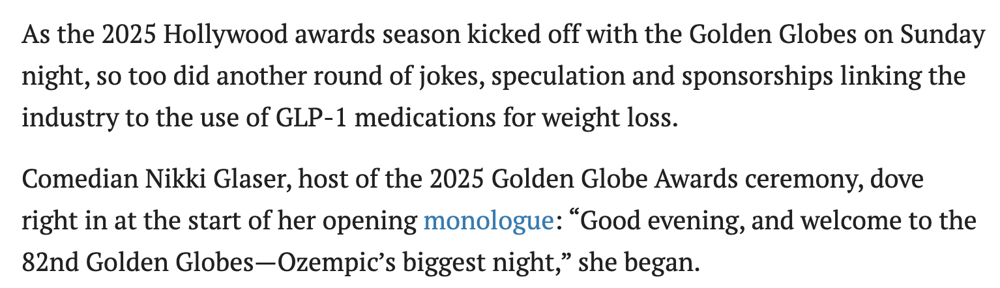 As the 2025 Hollywood awards season kicked off with the Golden Globes on Sunday
night, so too did another round of jokes, speculation and sponsorships linking the
industry to the use of GLP-1 medications for weight loss.
Comedian Nikki Glaser, host of the 2025 Golden Globe Awards ceremony, dove
right in at the start of her opening monologue: “Good evening, and welcome to the
82nd Golden Globes—Ozempic’s biggest night,” she began.